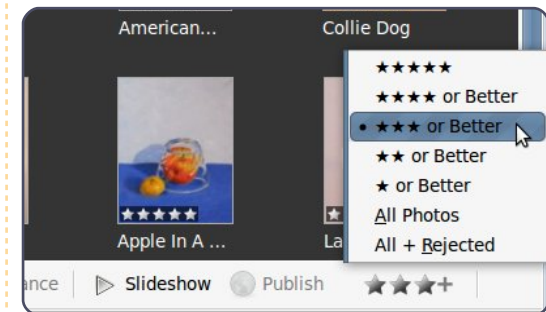 American...
Collie Dog
★★★★★
★★★★ or Better
• ★★★ or Better
★★ or Better
★ or Better
All Photos
All + Rejected
★★★★★
Apple In A ...
La
ance
Slideshow
Publish
★★★+